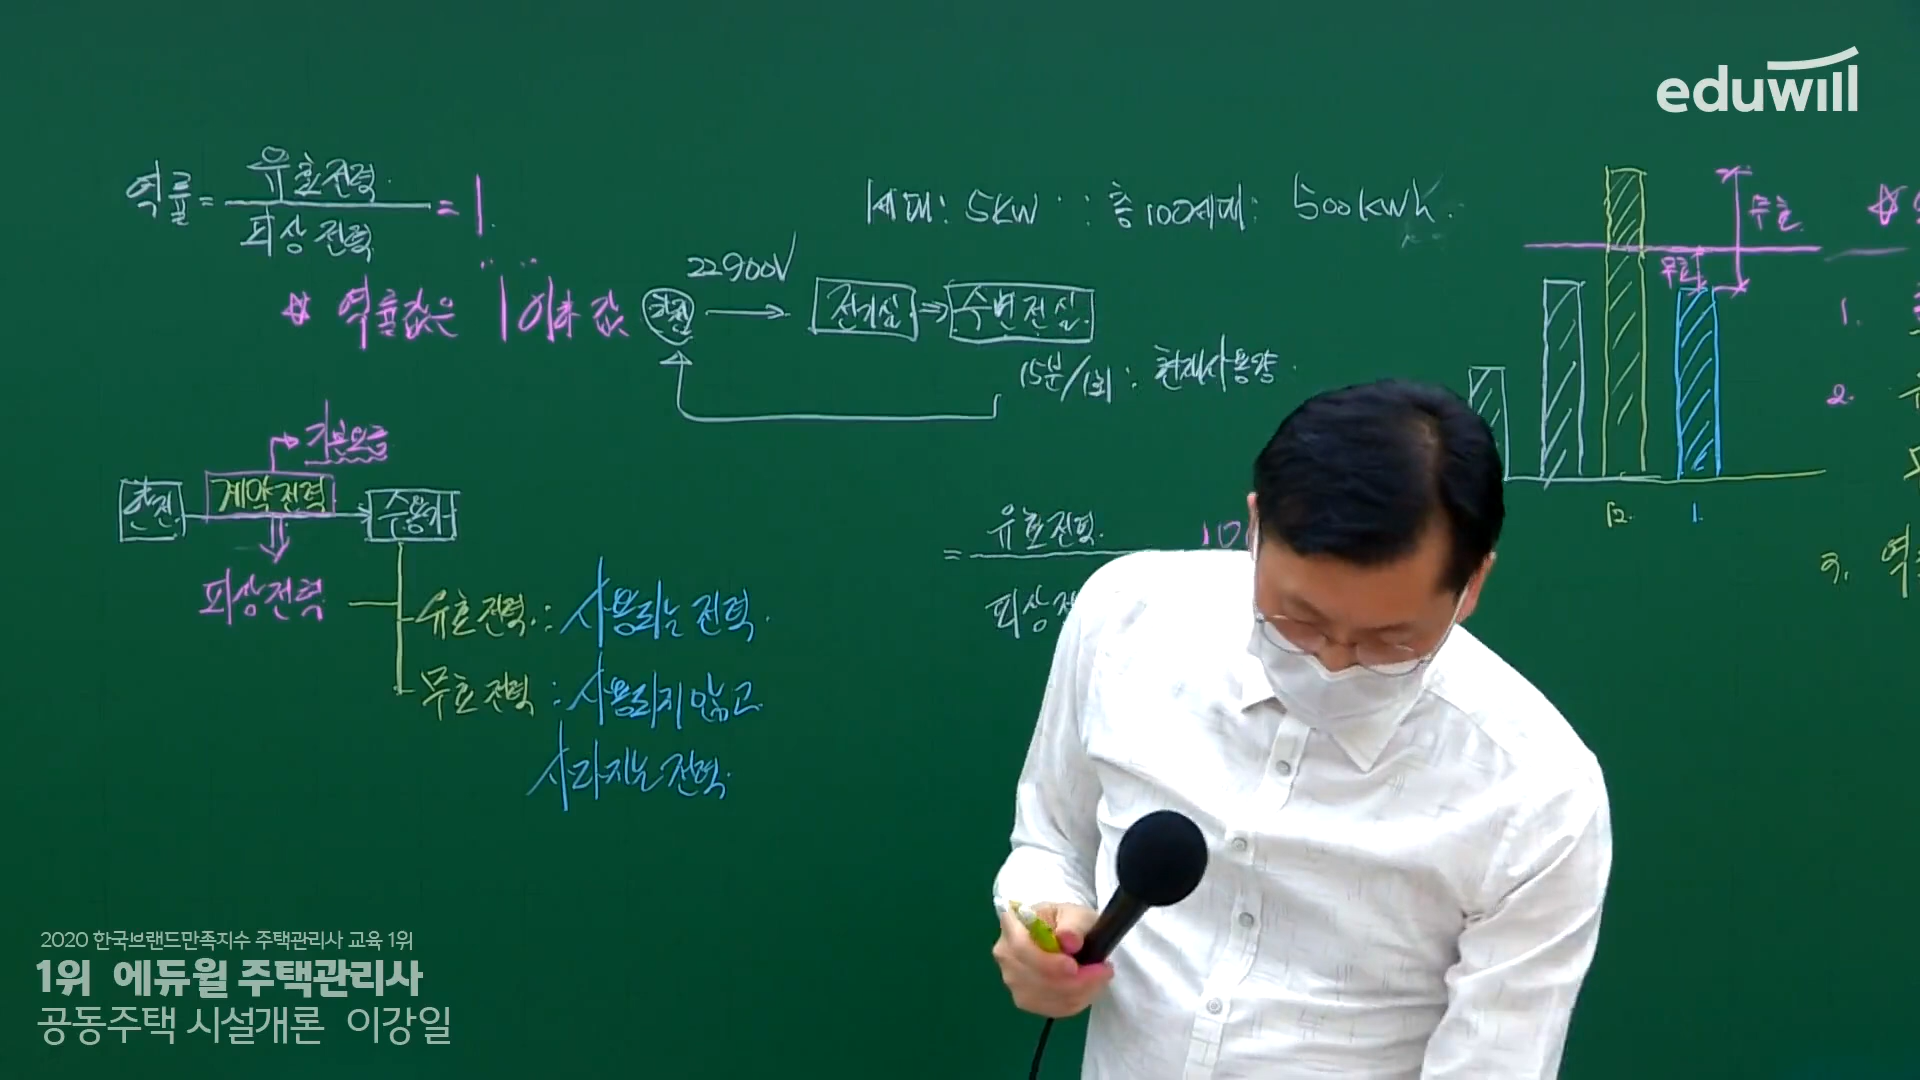 eduwill
역률 = 유효전력 / 피상전력 = 1.
☆ 역률값은 1 이하 값
세대: 5kW ∴ 총 100세대: 500kWh.
22900V
한전 → 전기실 ⇒ 수변전실
15분/1회 : 현재사용량.
무효
무효
☆
1.
2.
3. 역
1.
한전 계약전력 수용가
기본요금
피상전력
유효전력 : 사용되는 전력.
무효전력 : 사용되지 않고
사라지는 전력.
= 유효전력.
피상전
2020 한국브랜드만족지수 주택관리사 교육 1위
1위 에듀윌 주택관리사
공동주택 시설개론 이강일